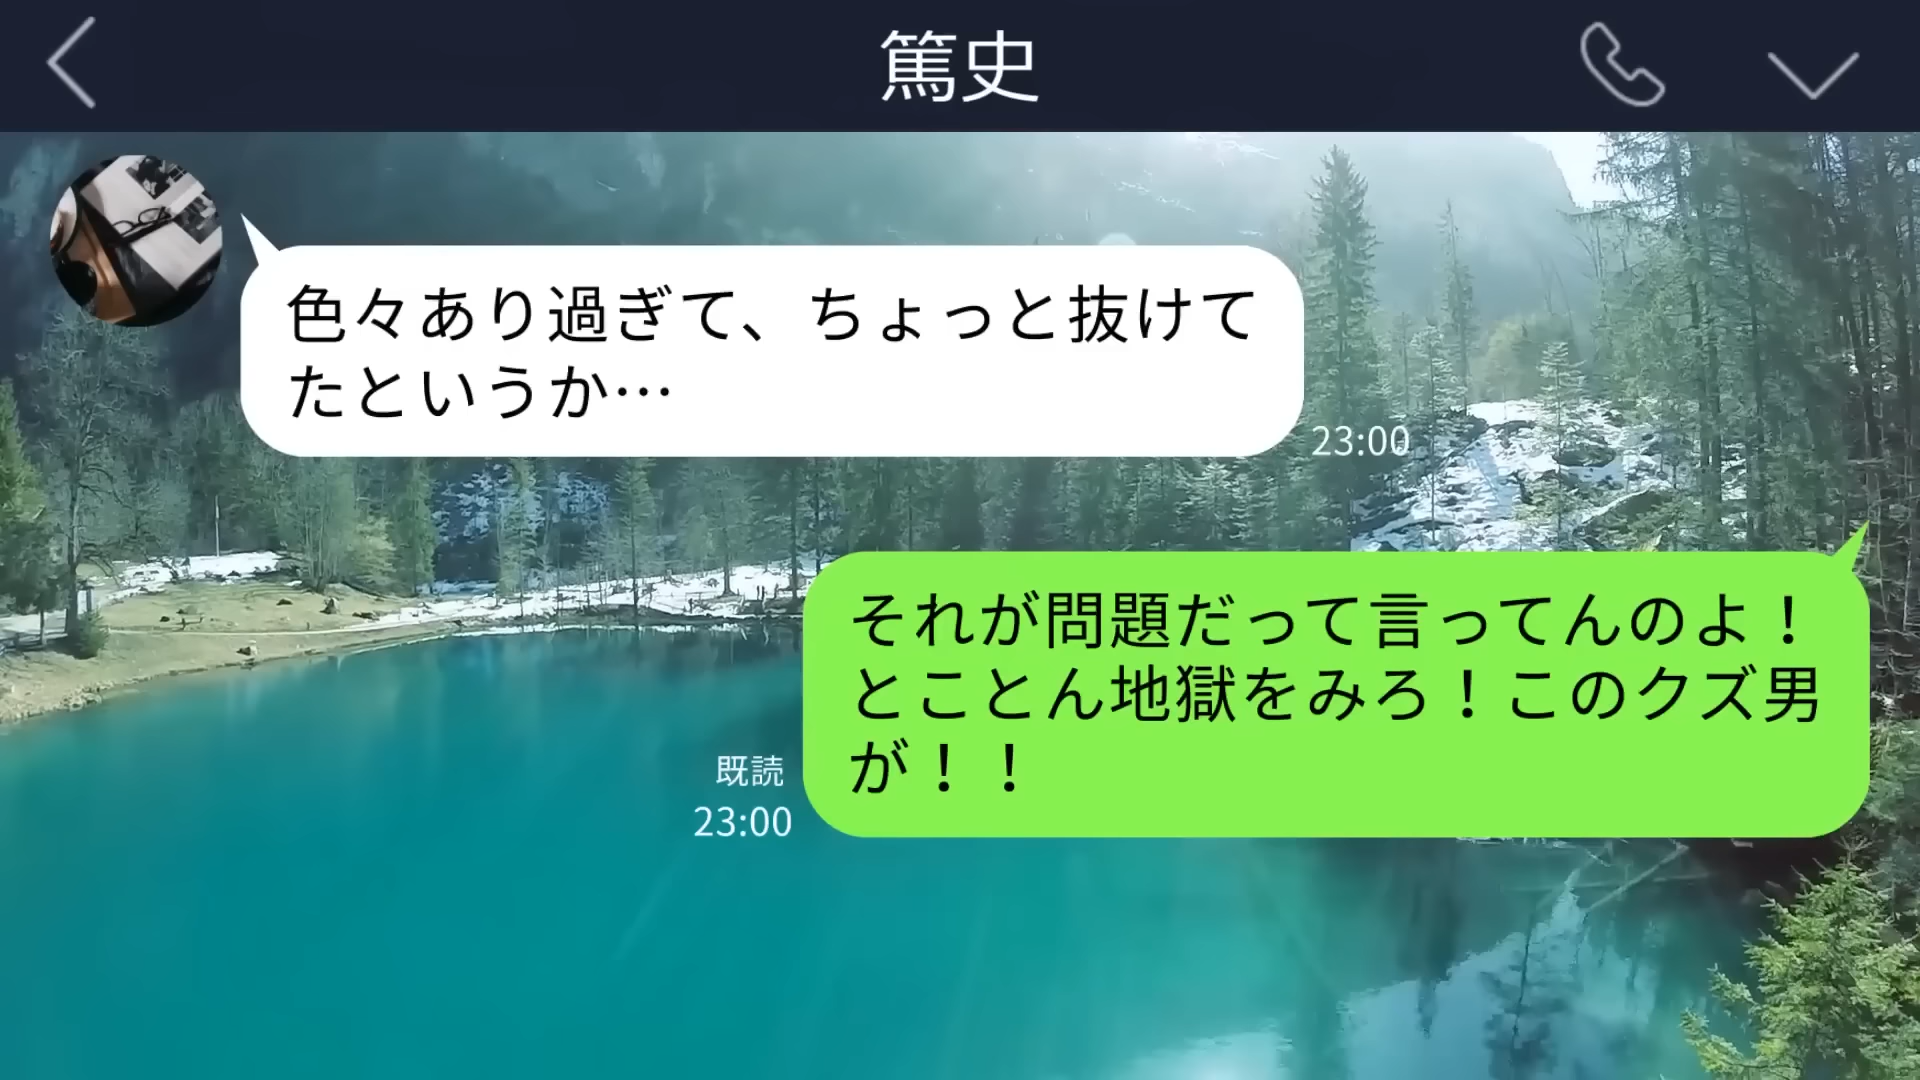 篤史
色々あり過ぎて、ちょっと抜けて
たというか…
23:00
それが問題だって言ってんのよ！
とことん地獄をみろ！このクズ男
が！！
既読
23:00